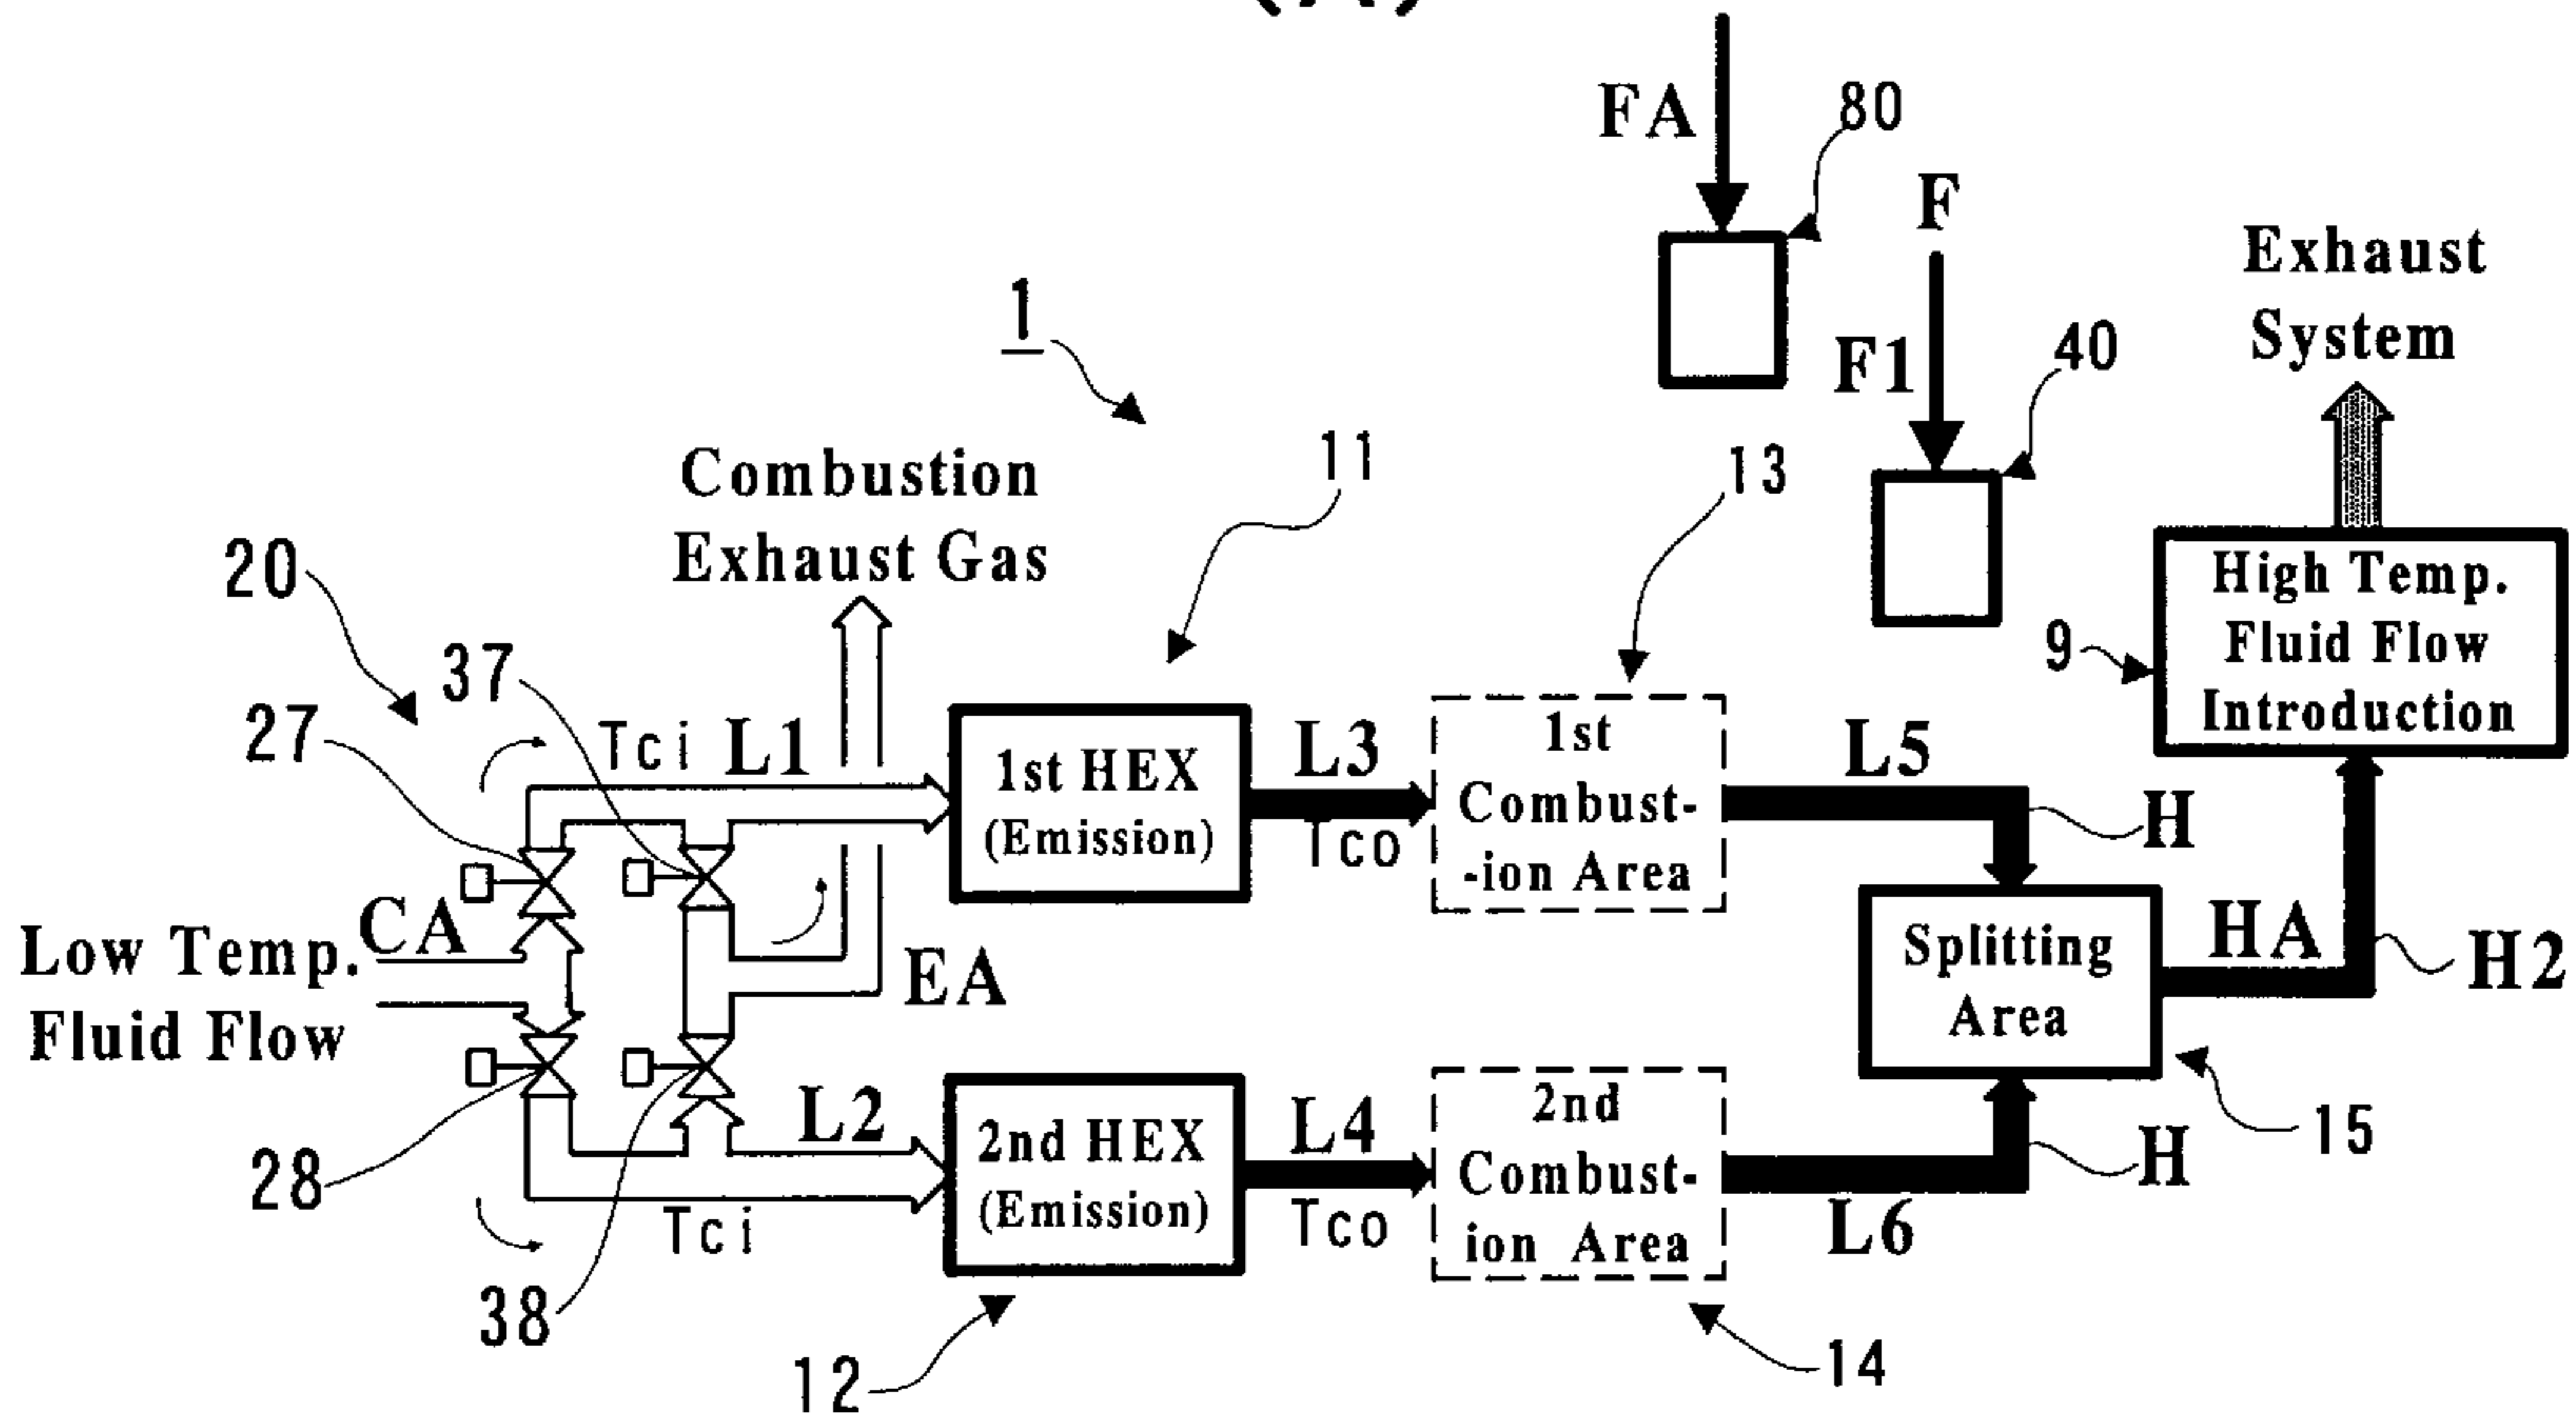 FA
80
F
F1
40
Exhaust
System
1
11
13
Combustion
Exhaust Gas
20
37
27
Tci
L1
1st HEX
(Emission)
L3
Tco
1st
Combust-
-ion Area
L5
H
9
High Temp.
Fluid Flow
Introduction
CA
Low Temp.
Fluid Flow
EA
Splitting
Area
HA
H2
28
L2
Tci
38
2nd HEX
(Emission)
L4
Tco
2nd
Combust-
ion Area
L6
H
15
12
14